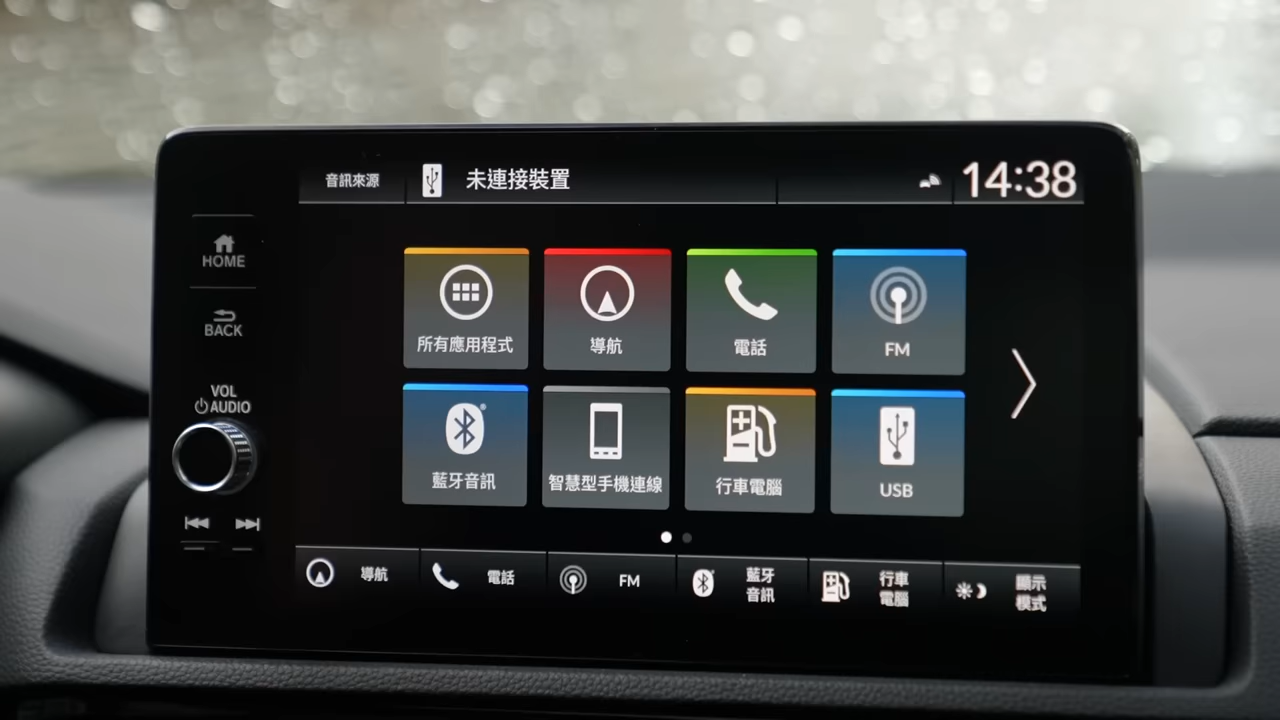 音訊來源
未連接裝置
14:38
HOME
BACK
VOL
AUDIO
所有應用程式
導航
電話
FM
藍牙音訊
智慧型手機連線
行車電腦
USB
導航
電話
FM
藍牙
音訊
行車
電腦
顯示
模式